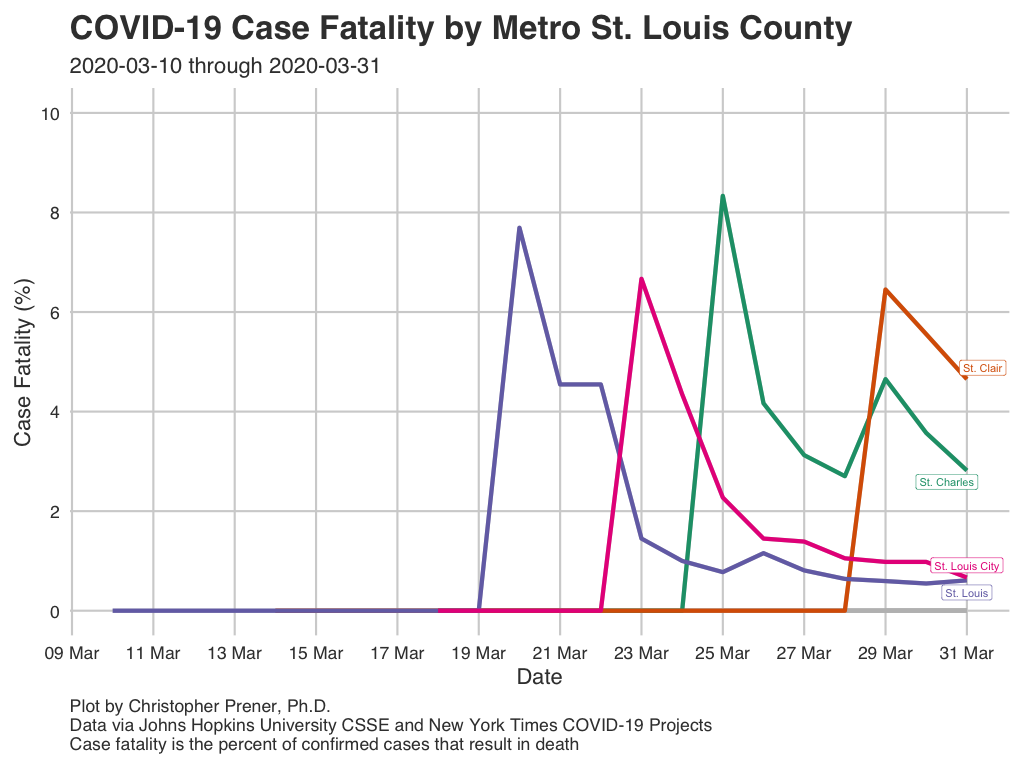 COVID-19 Case Fatality by Metro St. Louis County
2020-03-10 through 2020-03-31
Case Fatality (%)
10
8
6
4
2
0
St. Clair
St. Charles
St. Louis City
St. Louis
09 Mar 11 Mar 13 Mar 15 Mar 17 Mar 19 Mar 21 Mar 23 Mar 25 Mar 27 Mar 29 Mar 31 Mar
Date
Plot by Christopher Prener, Ph.D.
Data via Johns Hopkins University CSSE and New York Times COVID-19 Projects
Case fatality is the percent of confirmed cases that result in death